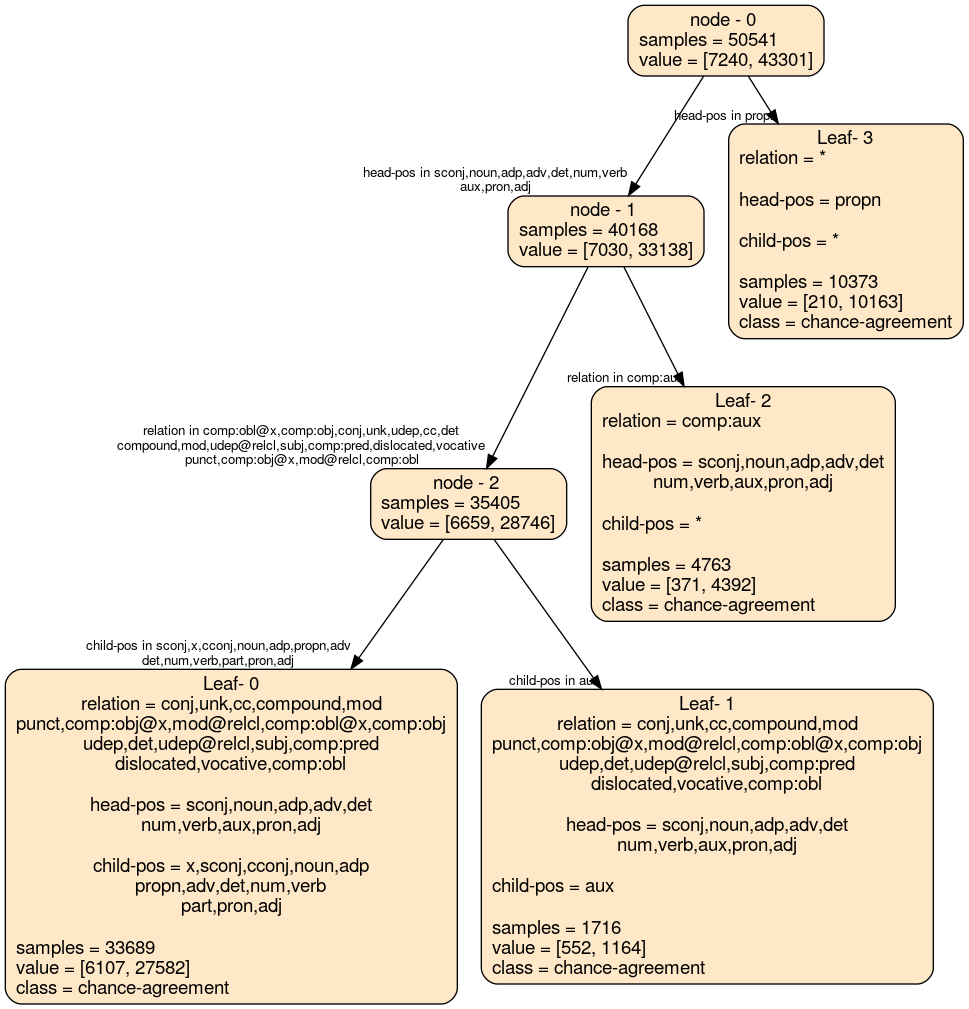 node - 0
samples = 50541
value = [7240, 43301]
head-pos in prop
Leaf- 3
relation = *
head-pos = propn
child-pos = *
samples = 10373
value = [210, 10163]
class = chance-agreement
head-pos in sconj,noun,adp,adv,det,num,verb
aux,pron,adj
node - 1
samples = 40168
value = [7030, 33138]
relation in comp:au
Leaf- 2
relation = comp:aux
head-pos = sconj,noun,adp,adv,det
num,verb,aux,pron,adj
child-pos = *
samples = 4763
value = [371, 4392]
class = chance-agreement
relation in comp:obl@x,comp:obj,conj,unk,udep,cc,det
compound,mod,udep@relcl,subj,comp:pred,dislocated,vocative
punct,comp:obj@x,mod@relcl,comp:obl
node - 2
samples = 35405
value = [6659, 28746]
child-pos in sconj,x,cconj,noun,adp,propn,adv
det,num,verb,part,pron,adj
Leaf- 0
relation = conj,unk,cc,compound,mod
punct,comp:obj@x,mod@relcl,comp:obl@x,comp:obj
udep,det,udep@relcl,subj,comp:pred
dislocated,vocative,comp:obl
head-pos = sconj,noun,adp,adv,det
num,verb,aux,pron,adj
child-pos = x,sconj,cconj,noun,adp
propn,adv,det,num,verb
part,pron,adj
samples = 33689
value = [6107, 27582]
class = chance-agreement
child-pos in au
Leaf- 1
relation = conj,unk,cc,compound,mod
punct,comp:obj@x,mod@relcl,comp:obl@x,comp:obj
udep,det,udep@relcl,subj,comp:pred
dislocated,vocative,comp:obl
head-pos = sconj,noun,adp,adv,det
num,verb,aux,pron,adj
child-pos = aux
samples = 1716
value = [552, 1164]
class = chance-agreement